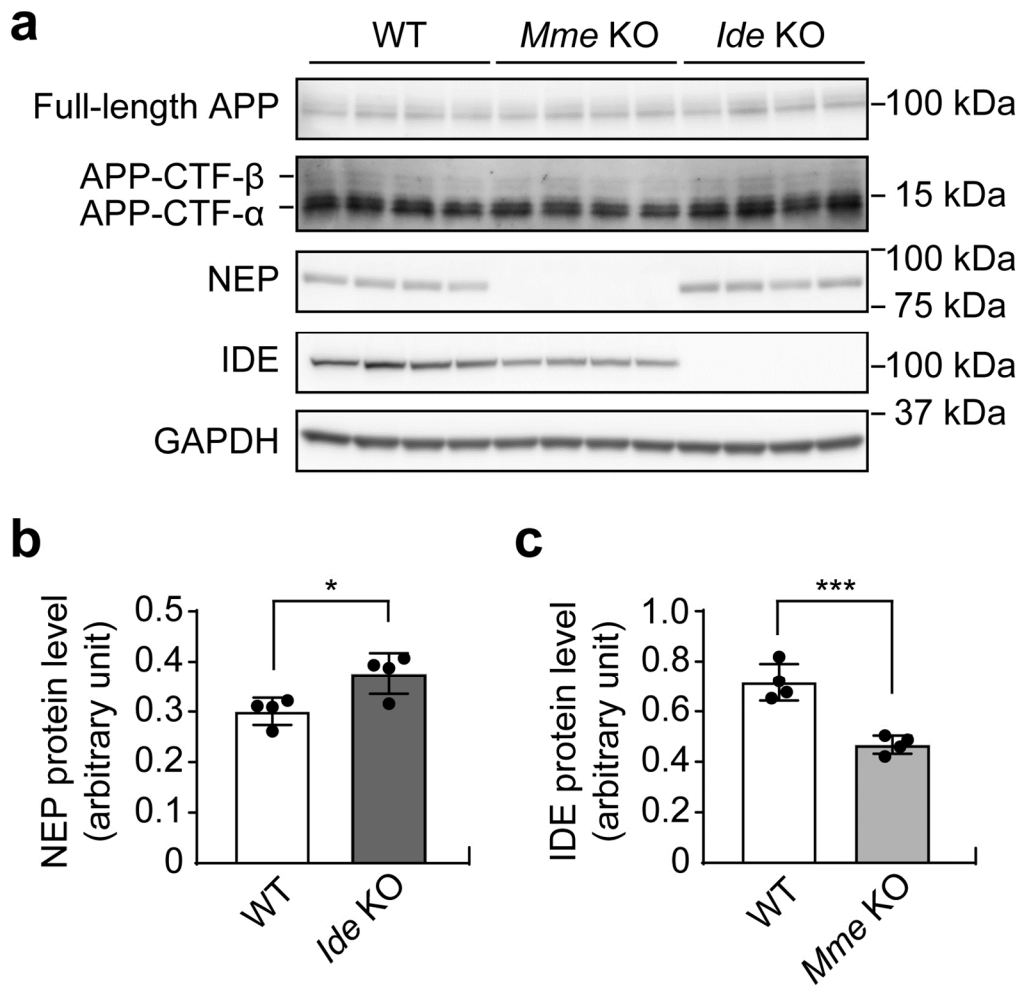 a
WT Mme KO Ide KO
Full-length APP –100 kDa
APP-CTF-β –
APP-CTF-α – – 15 kDa
NEP –100 kDa
– 75 kDa
IDE –100 kDa
GAPDH – 37 kDa
b
NEP protein level
(arbitrary unit)
0.5
0.4
0.3
0.2
0.1
0
*
WT
Ide KO
c
IDE protein level
(arbitrary unit)
1.0
0.8
0.6
0.4
0.2
0
***
WT
Mme KO